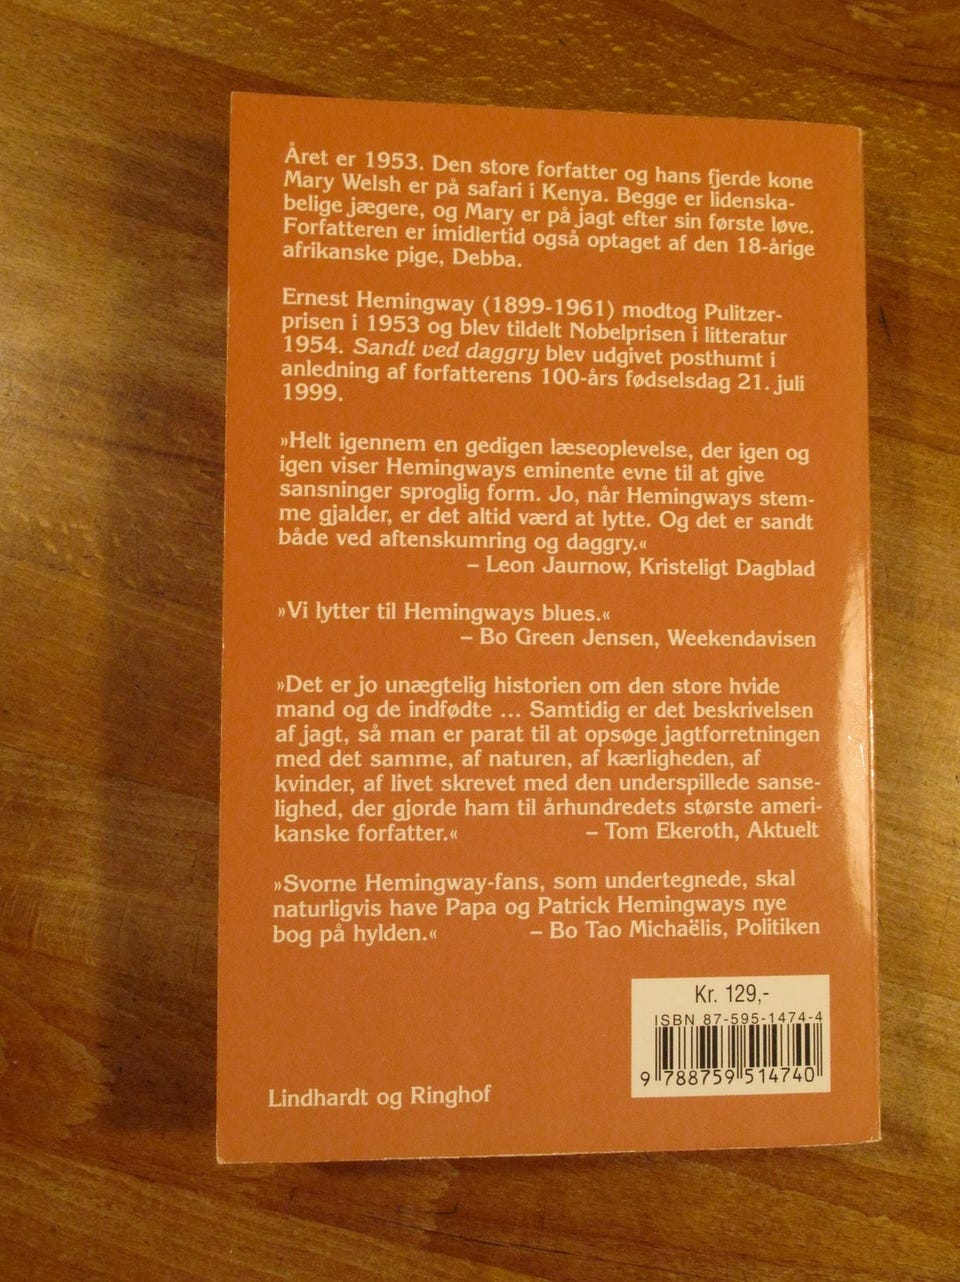 Året er 1953. Den store forfatter og hans fjerde kone
Mary Welsh er på safari i Kenya. Begge er lidenska-
belige jægere, og Mary er på jagt efter sin første løve.
Forfatteren er imidlertid også optaget af den 18-årige
afrikanske pige, Debba.
Ernest Hemingway (1899-1961) modtog Pulitzer-
prisen i 1953 og blev tildelt Nobelprisen i litteratur
1954. Sandt ved daggry blev udgivet posthumt i
anledning af forfatterens 100-års fødselsdag 21. juli
1999.
»Helt igennem en gedigen læseoplevelse, der igen og
igen viser Hemingways eminente evne til at give
sansninger sproglig form. Jo, når Hemingways stem-
me gjalder, er det altid værd at lytte. Og det er sandt
både ved aftenskumring og daggry.«
– Leon Jaurnow, Kristeligt Dagblad
»Vi lytter til Hemingways blues.«
– Bo Green Jensen, Weekendavisen
»Det er jo unægtelig historien om den store hvide
mand og de indfødte ... Samtidig er det beskrivelsen
af jagt, så man er parat til at opsøge jagtforretningen
med det samme, af naturen, af kærligheden, af
kvinder, af livet skrevet med den underspillede sanse-
lighed, der gjorde ham til århundredets største ameri-
kanske forfatter.« – Tom Ekeroth, Aktuelt
»Svorne Hemingway-fans, som undertegnede, skal
naturligvis have Papa og Patrick Hemingways nye
bog på hylden.« – Bo Tao Michaëlis, Politiken
Kr. 129,-
ISBN 87-595-1474-4
9 788759 514740
Lindhardt og Ringhof